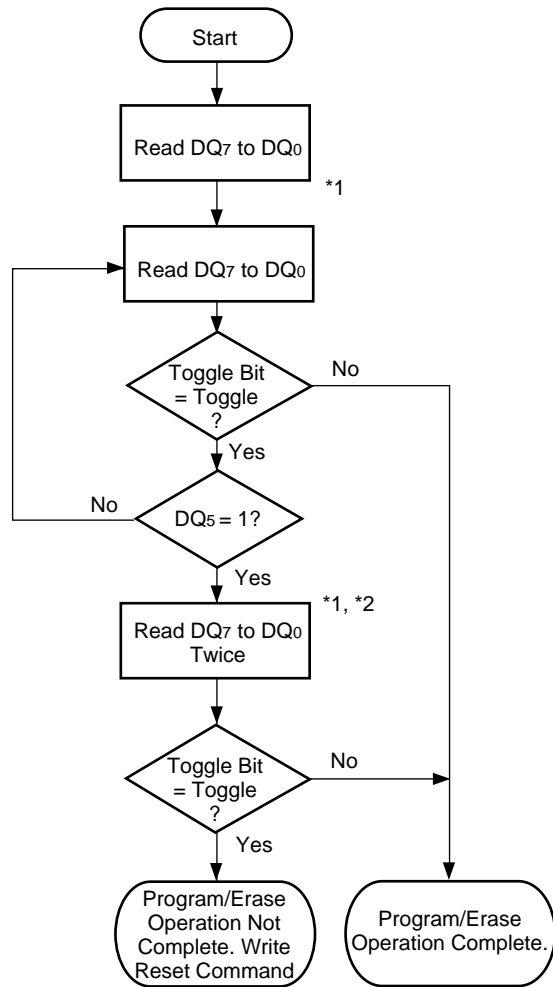 Start
Read DQ7 to DQ0
*1
Read DQ7 to DQ0
Toggle Bit
= Toggle
?
No
Yes
No
DQ5 = 1?
Yes
*1, *2
Read DQ7 to DQ0
Twice
Toggle Bit
= Toggle
?
No
Yes
Program/Erase
Operation Not
Complete. Write
Reset Command
Program/Erase
Operation Complete.